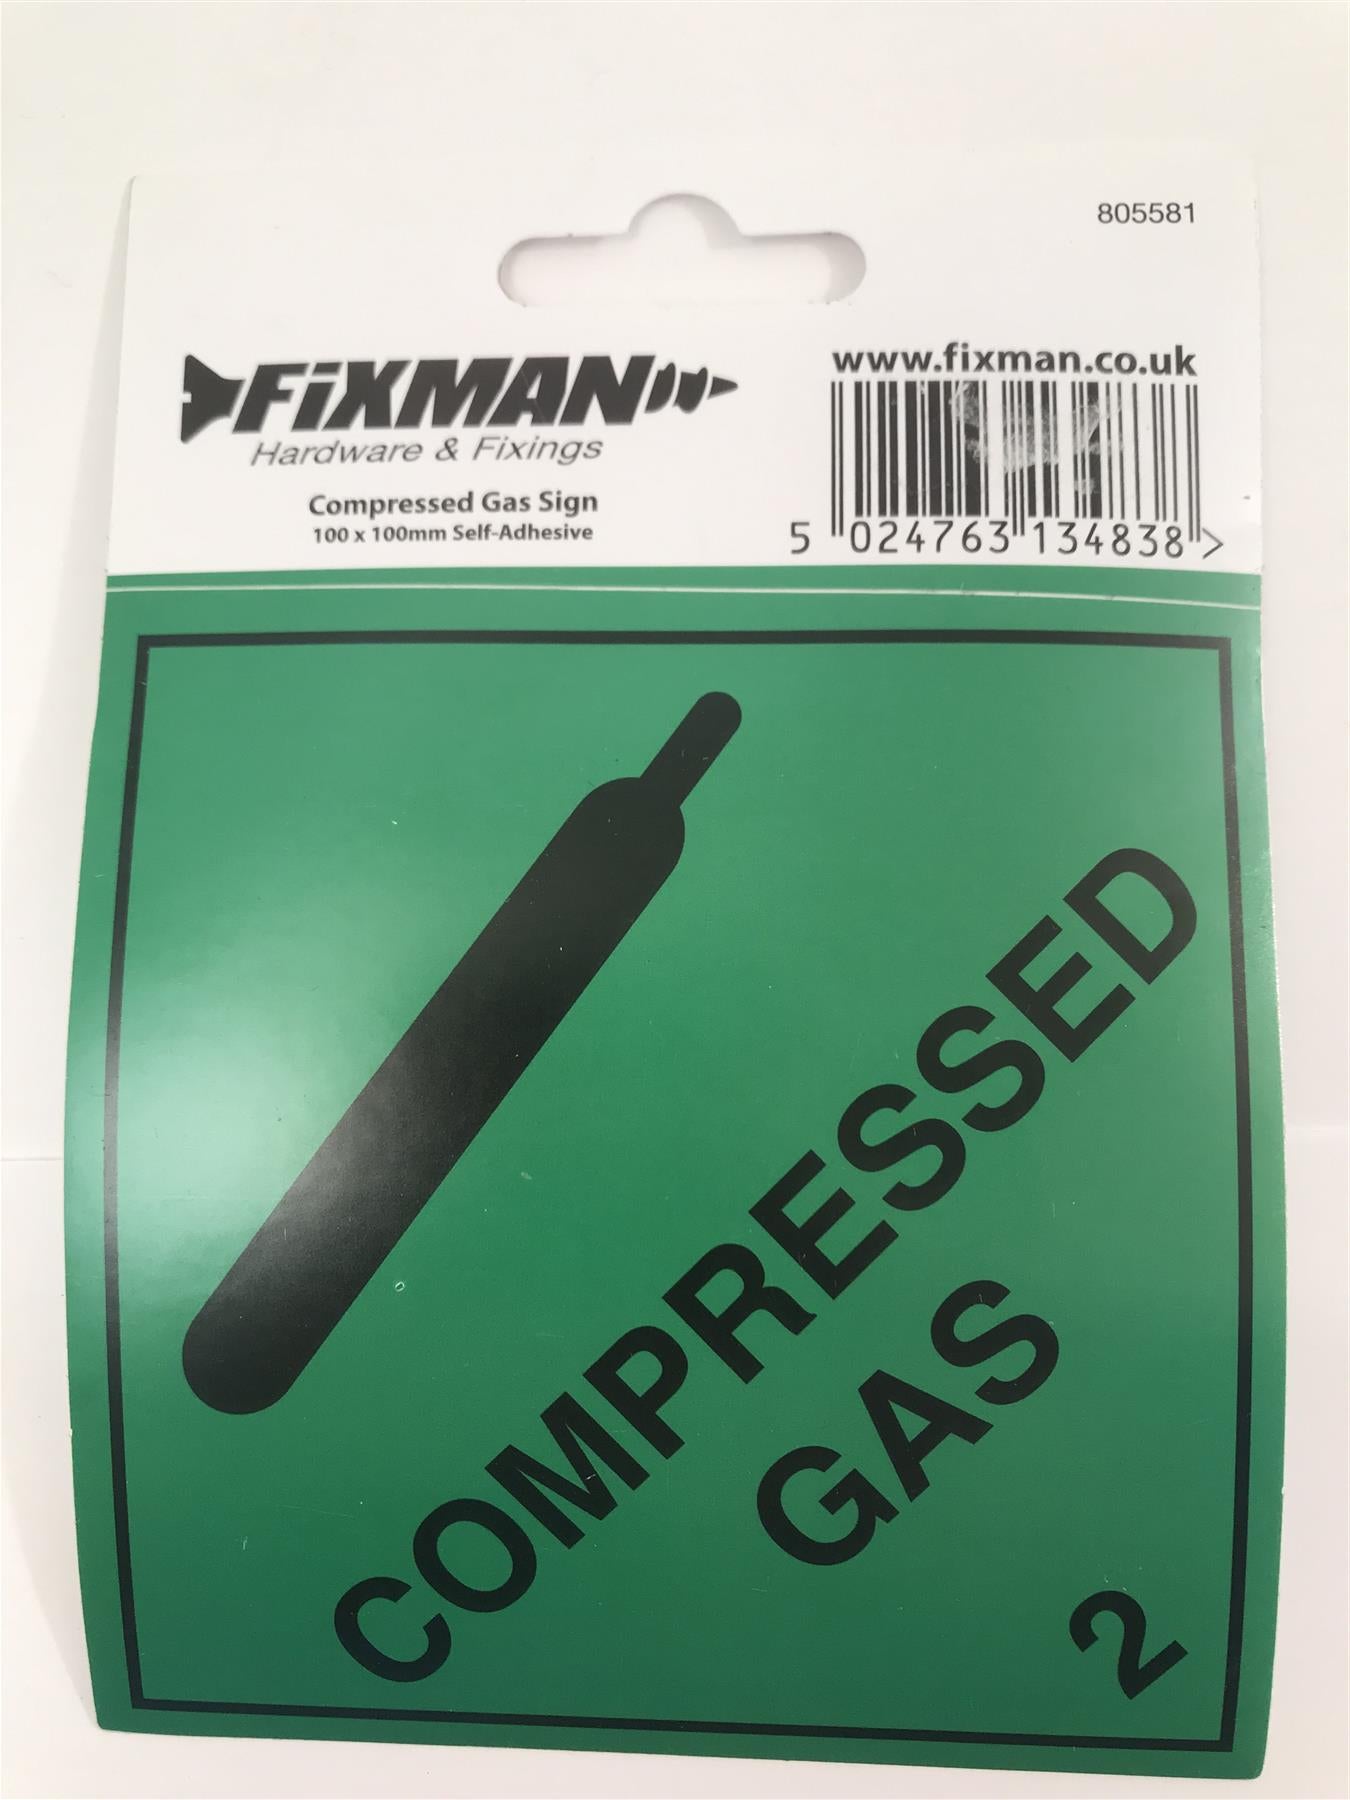 805581
FiXMAN
Hardware & Fixings
Compressed Gas Sign
100 x 100mm Self-Adhesive
www.fixman.co.uk
5 024763 134838 >
COMPRESSED
GAS
2